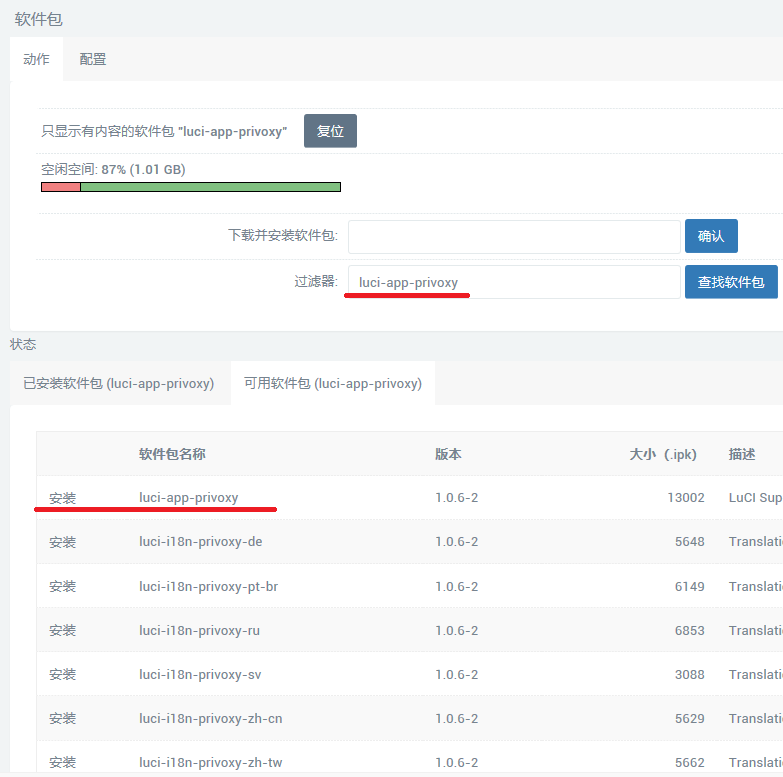 软件包
动作 配置
只显示有内容的软件包 "luci-app-privoxy" 复位
空闲空间: 87% (1.01 GB)
下载并安装软件包: 确认
过滤器: luci-app-privoxy 查找软件包
状态
已安装软件包 (luci-app-privoxy) 可用软件包 (luci-app-privoxy)
软件包名称 版本 大小（.ipk） 描述
安装 luci-app-privoxy 1.0.6-2 13002 LuCI Sup
安装 luci-i18n-privoxy-de 1.0.6-2 5648 Translati
安装 luci-i18n-privoxy-pt-br 1.0.6-2 6149 Translati
安装 luci-i18n-privoxy-ru 1.0.6-2 6853 Translati
安装 luci-i18n-privoxy-sv 1.0.6-2 3088 Translati
安装 luci-i18n-privoxy-zh-cn 1.0.6-2 5629 Translati
安装 luci-i18n-privoxy-zh-tw 1.0.6-2 5662 Translati